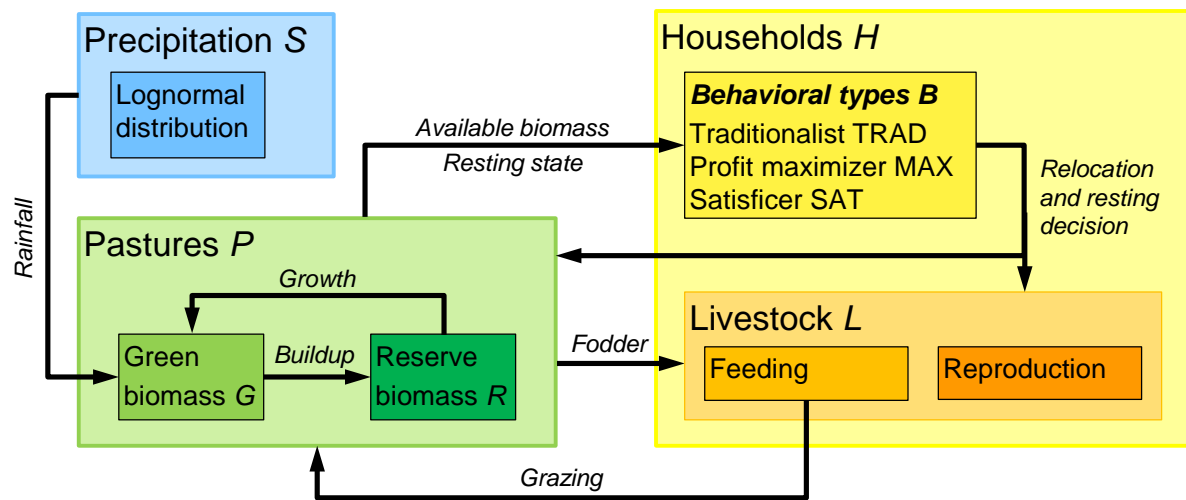 Precipitation S
Lognormal
distribution
Rainfall
Available biomass
Resting state
Households H
Behavioral types B
Traditionalist TRAD
Profit maximizer MAX
Satisficer SAT
Relocation
and resting
decision
Pastures P
Growth
Green
biomass G
Buildup
Reserve
biomass R
Fodder
Livestock L
Feeding
Reproduction
Grazing